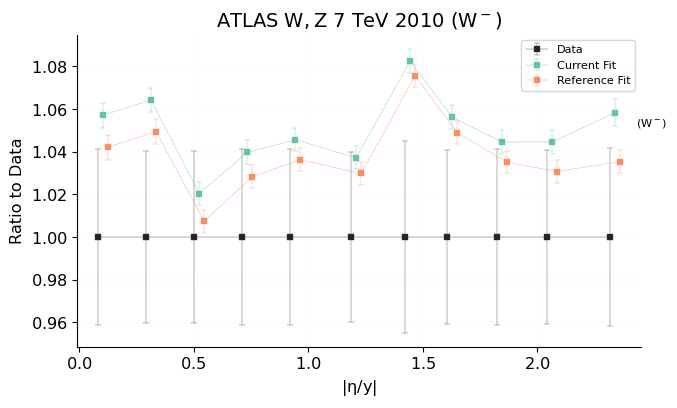 ATLAS W, Z 7 TeV 2010 (W⁻)
Data
Current Fit
Reference Fit
(W⁻)
Ratio to Data
1.08
1.06
1.04
1.02
1.00
0.98
0.96
0.0 0.5 1.0 1.5 2.0
|η/y|